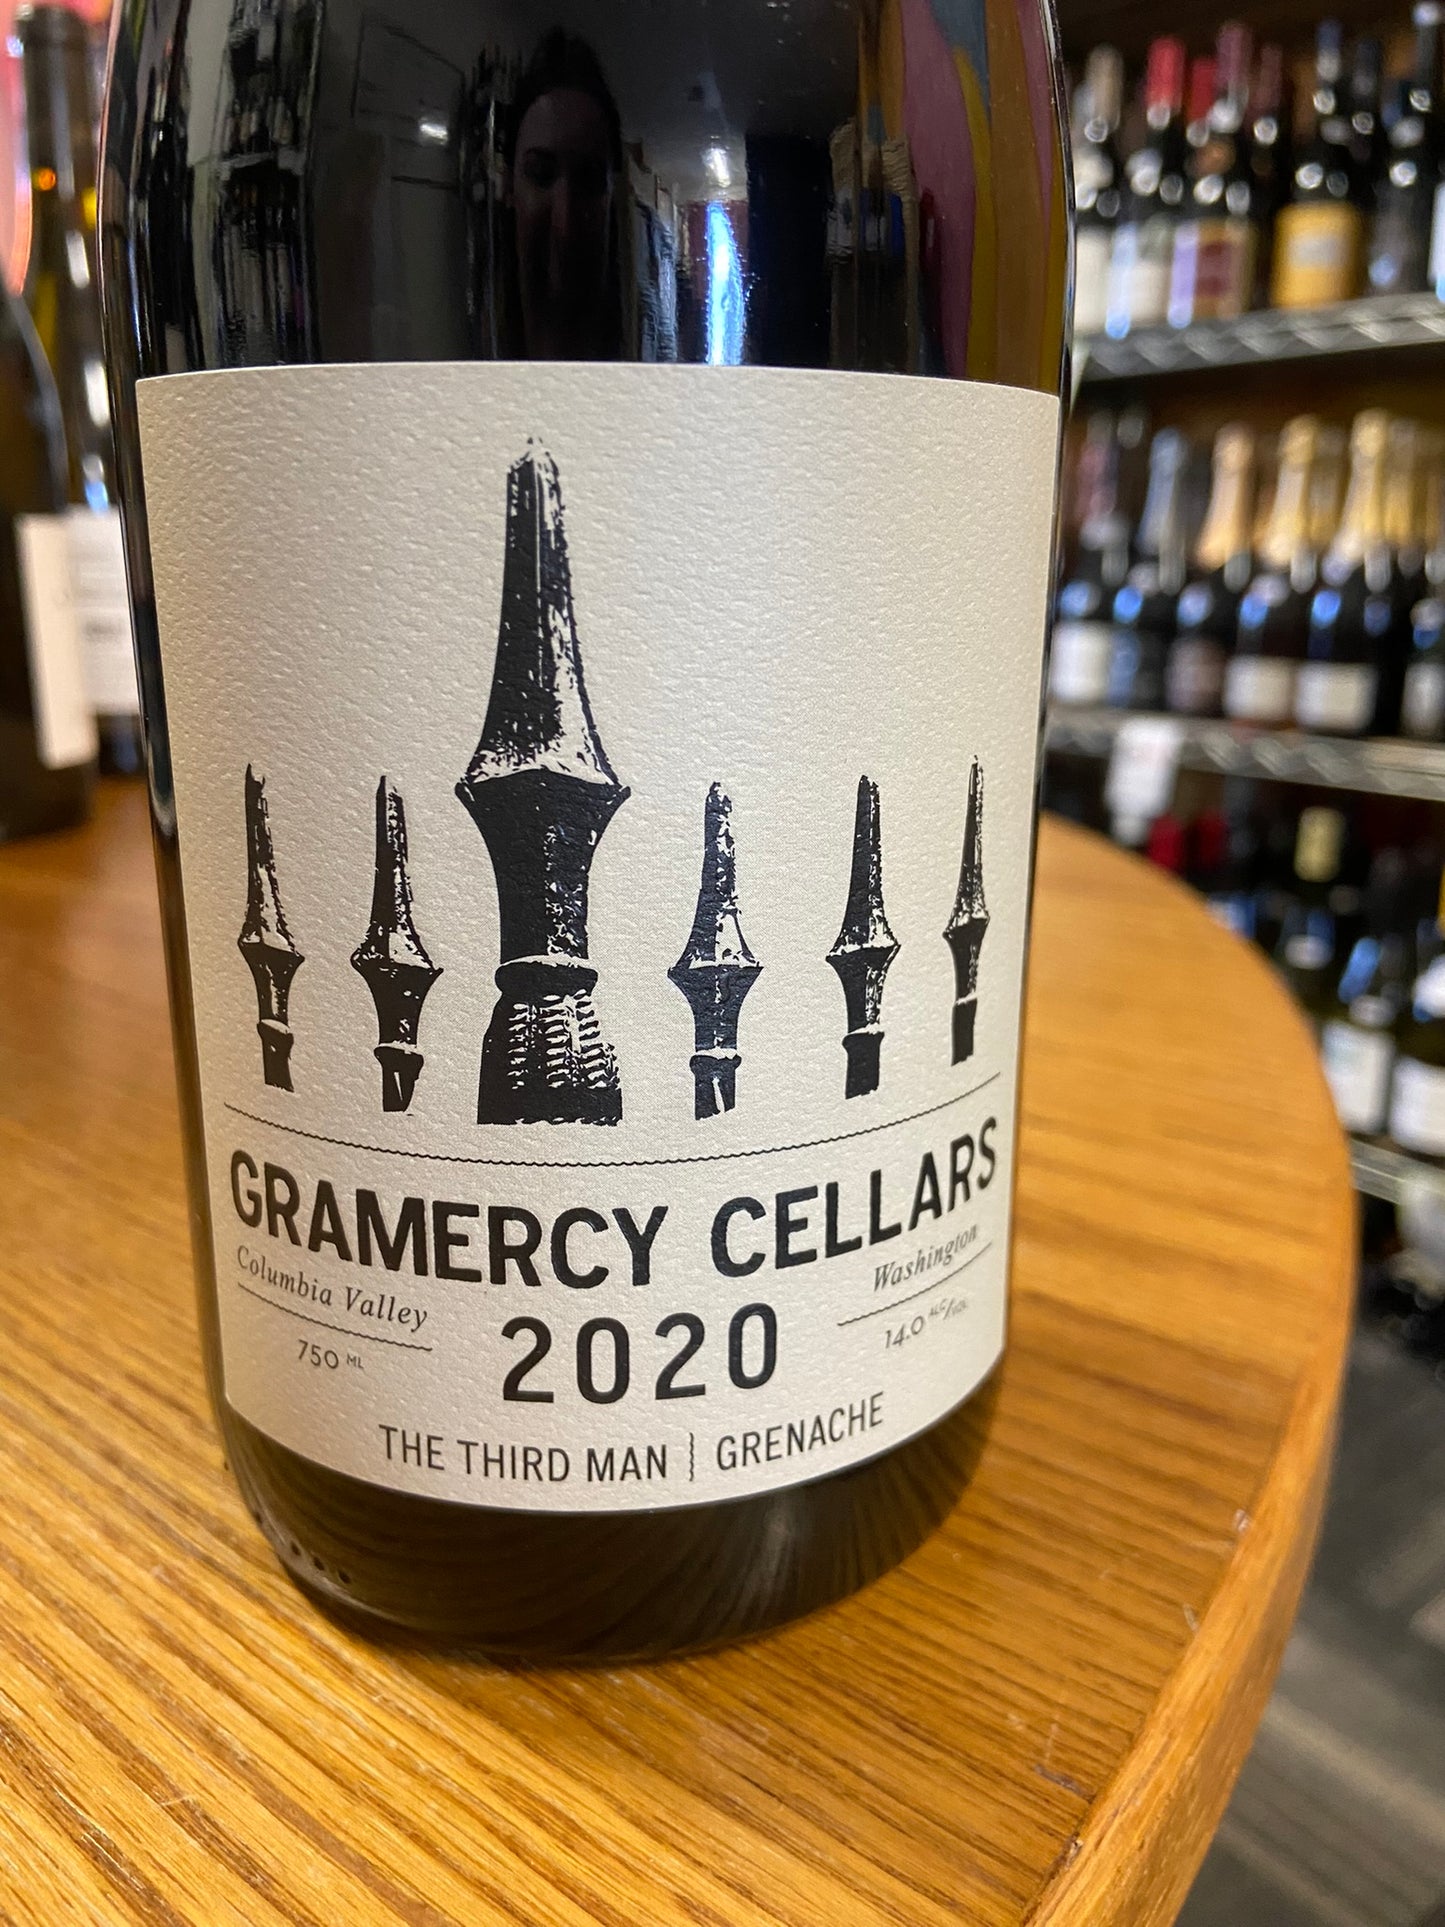 GRAMERCY CELLARS
Columbia Valley
Washington
750 ML
2020
14.0 ALC/VOL
THE THIRD MAN | GRENACHE